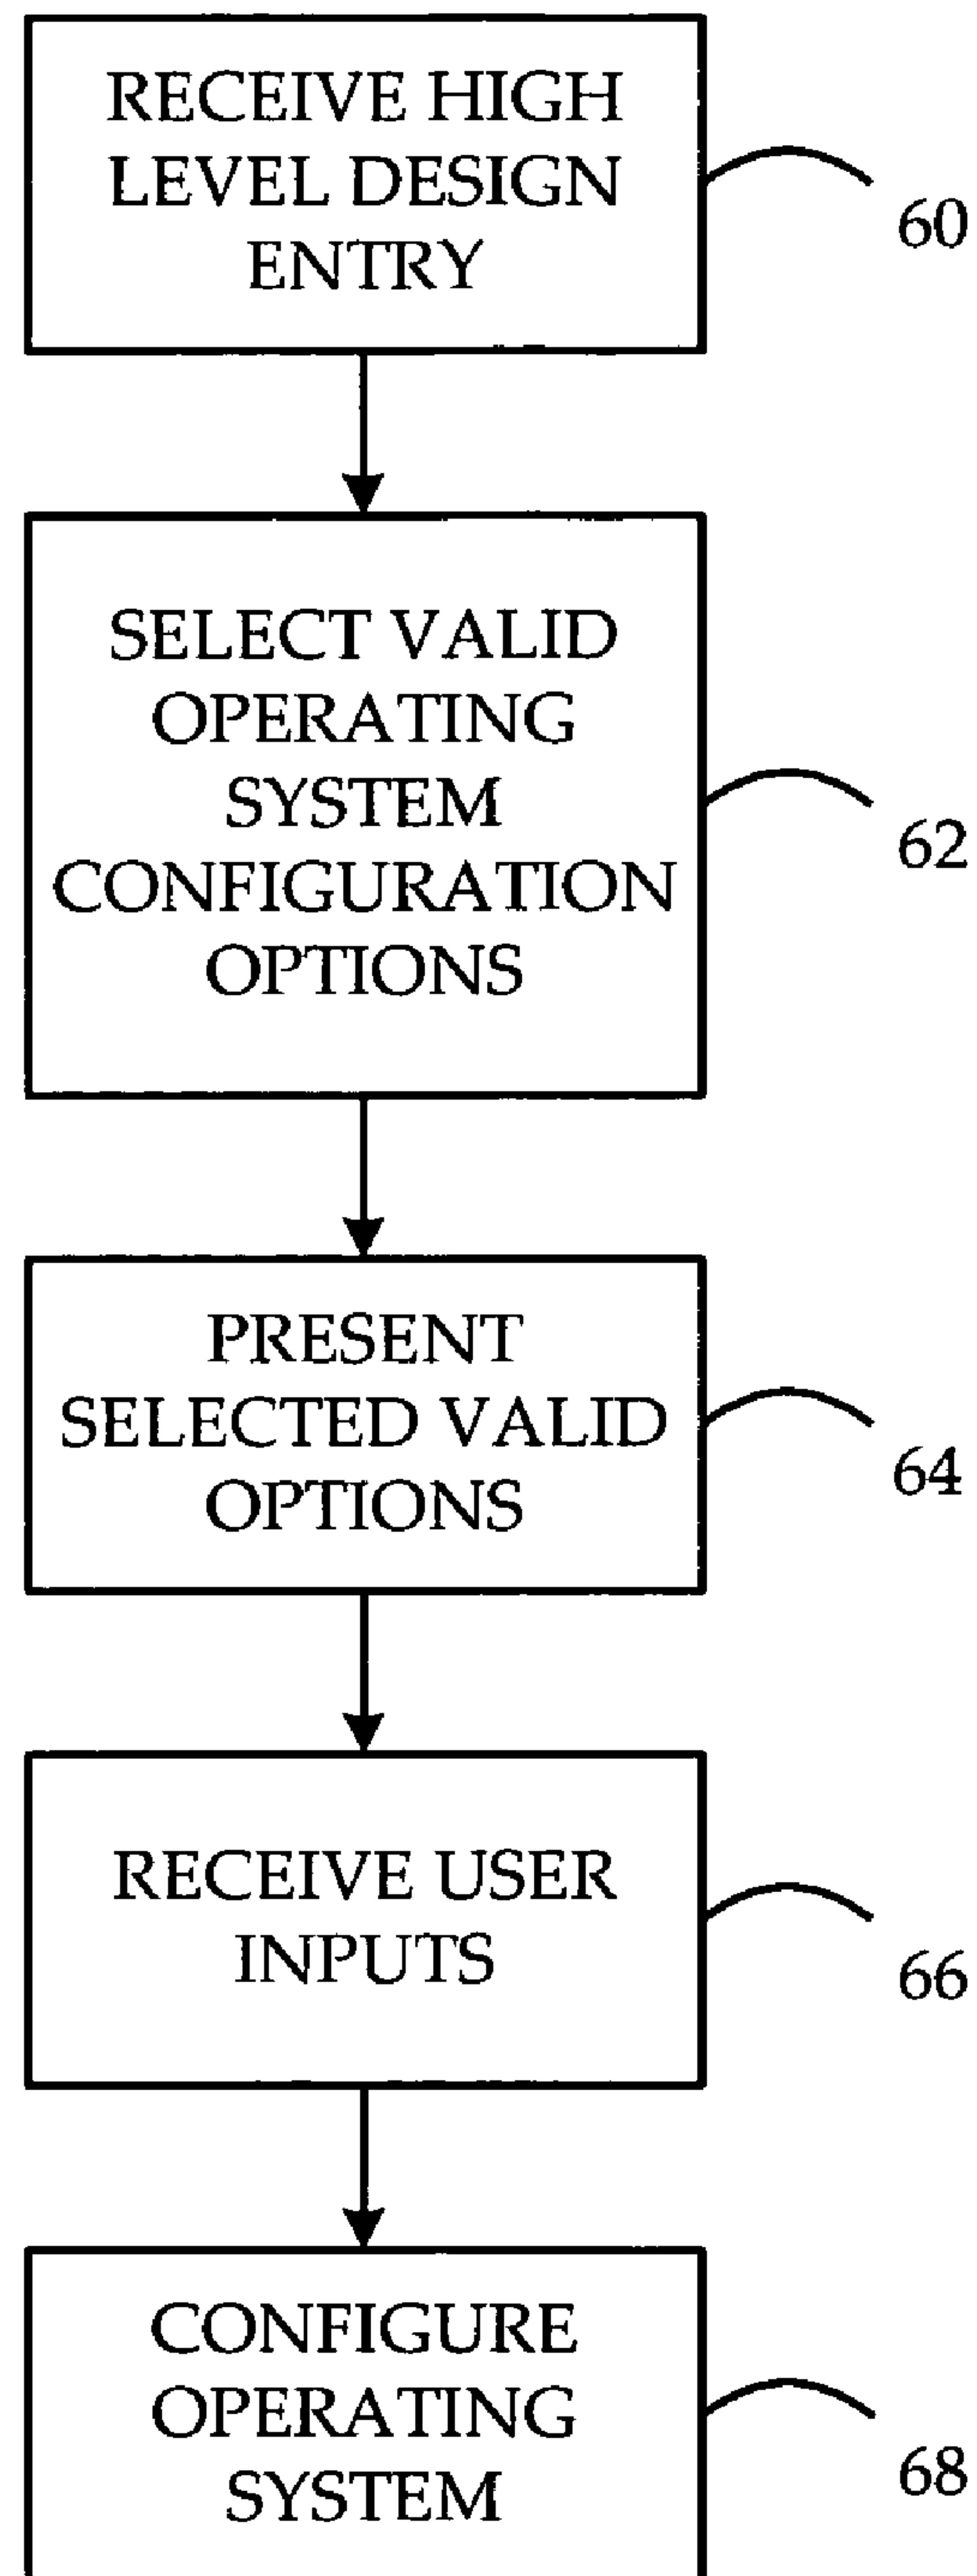 RECEIVE HIGH
LEVEL DESIGN
ENTRY
60
SELECT VALID
OPERATING
SYSTEM
CONFIGURATION
OPTIONS
62
PRESENT
SELECTED VALID
OPTIONS
64
RECEIVE USER
INPUTS
66
CONFIGURE
OPERATING
SYSTEM
68